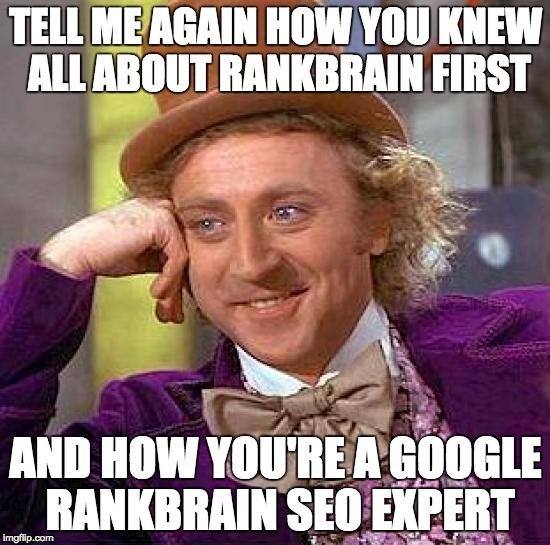 TELL ME AGAIN HOW YOU KNEW
ALL ABOUT RANKBRAIN FIRST
AND HOW YOU'RE A GOOGLE
RANKBRAIN SEO EXPERT
imgflip.com